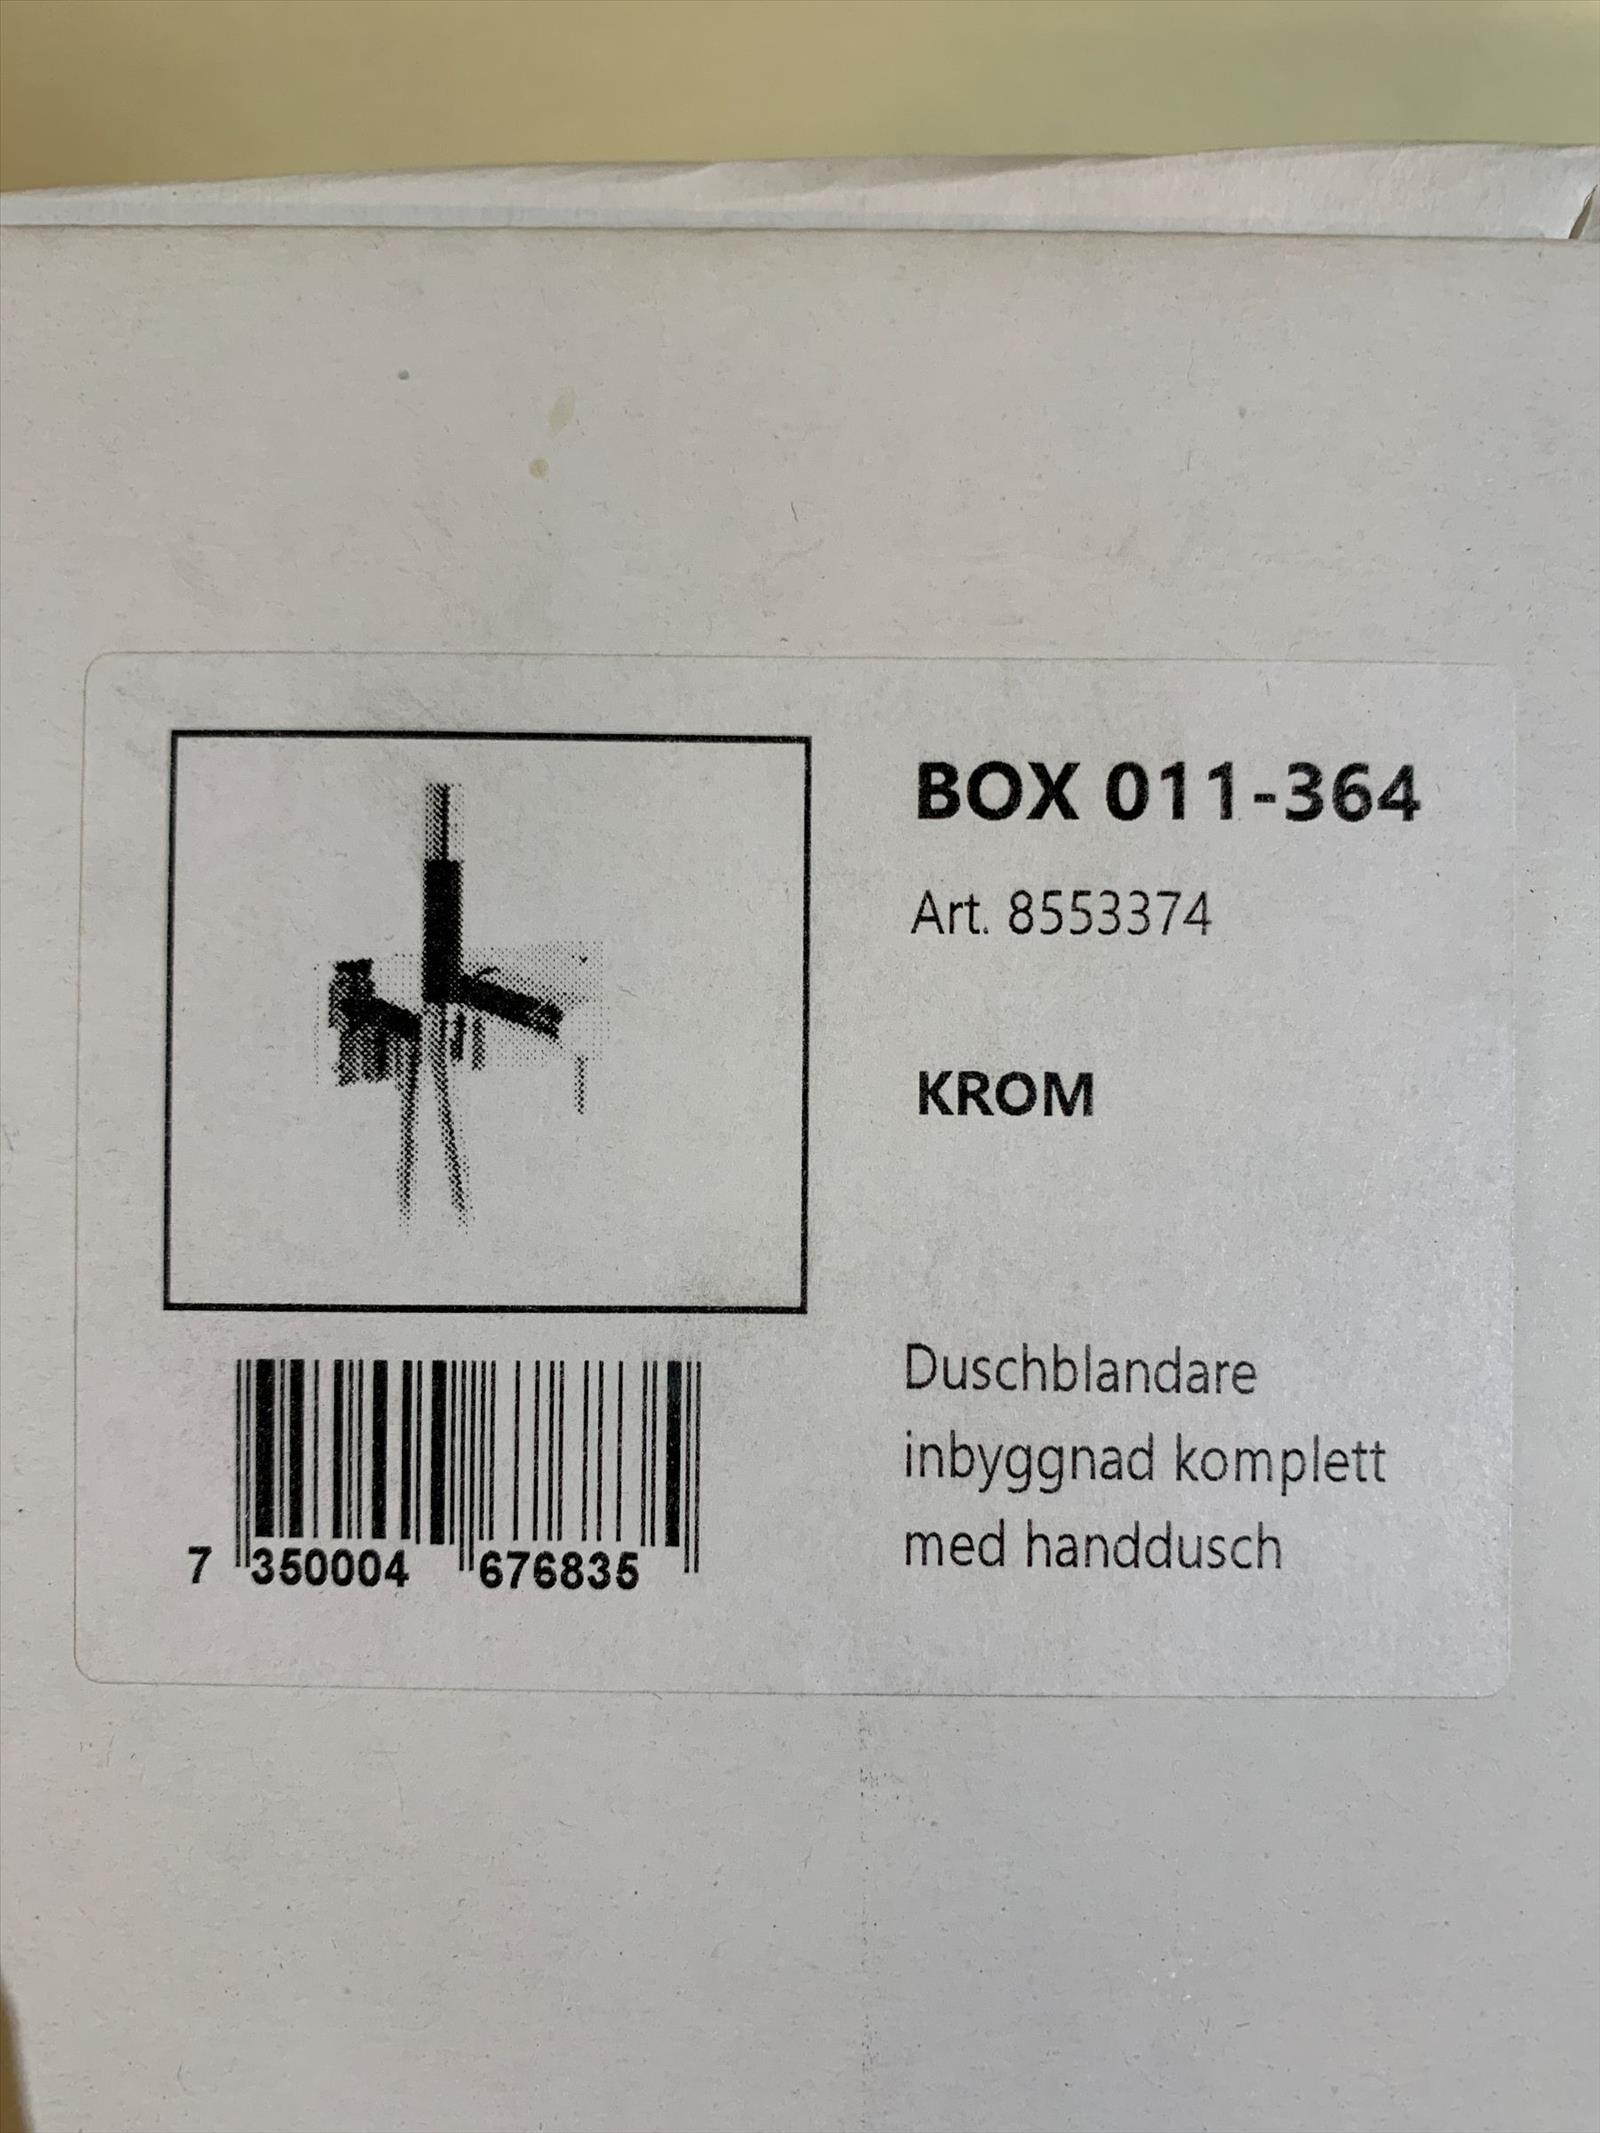 BOX 011-364
Art. 8553374
KROM
Duschblandare
inbyggnad komplett
med handdusch
7 350004 676835